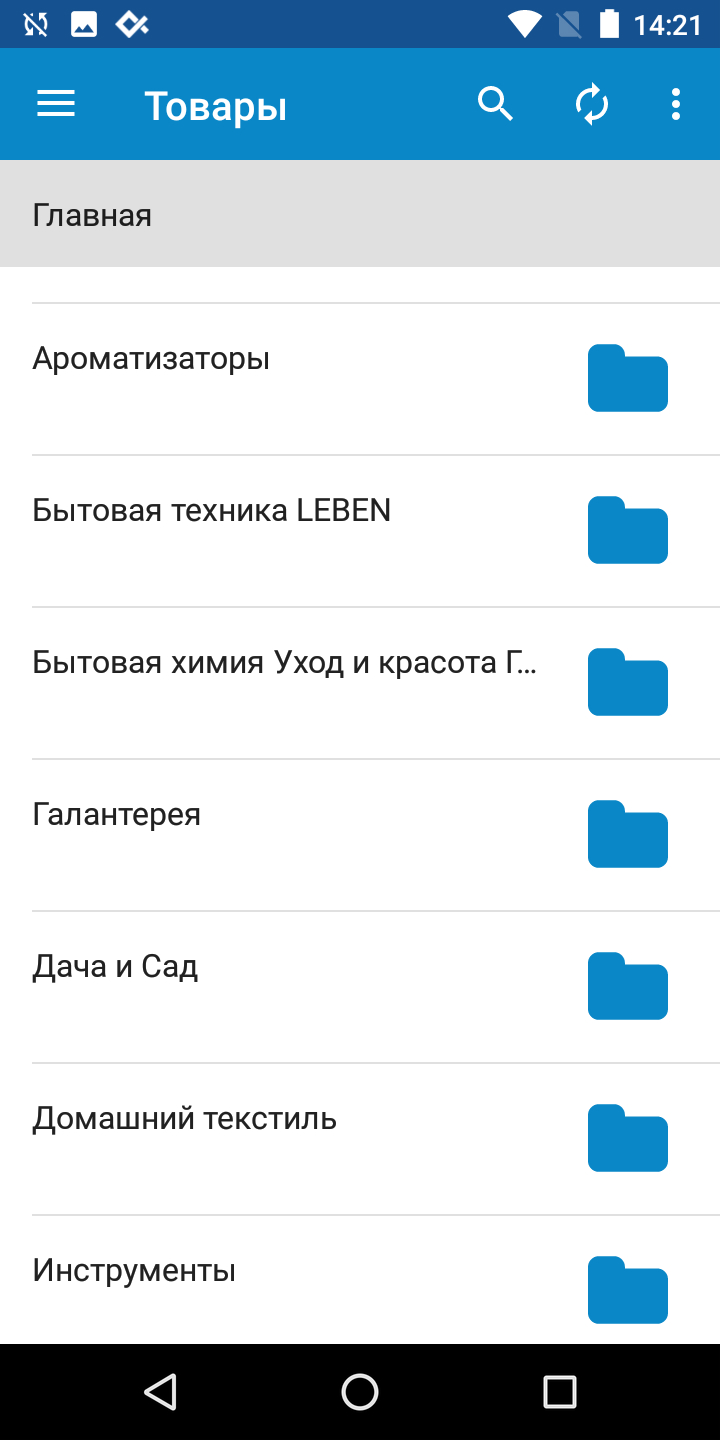 14:21
Товары
Главная
Ароматизаторы
Бытовая техника LEBEN
Бытовая химия Уход и красота Г...
Галантерея
Дача и Сад
Домашний текстиль
Инструменты